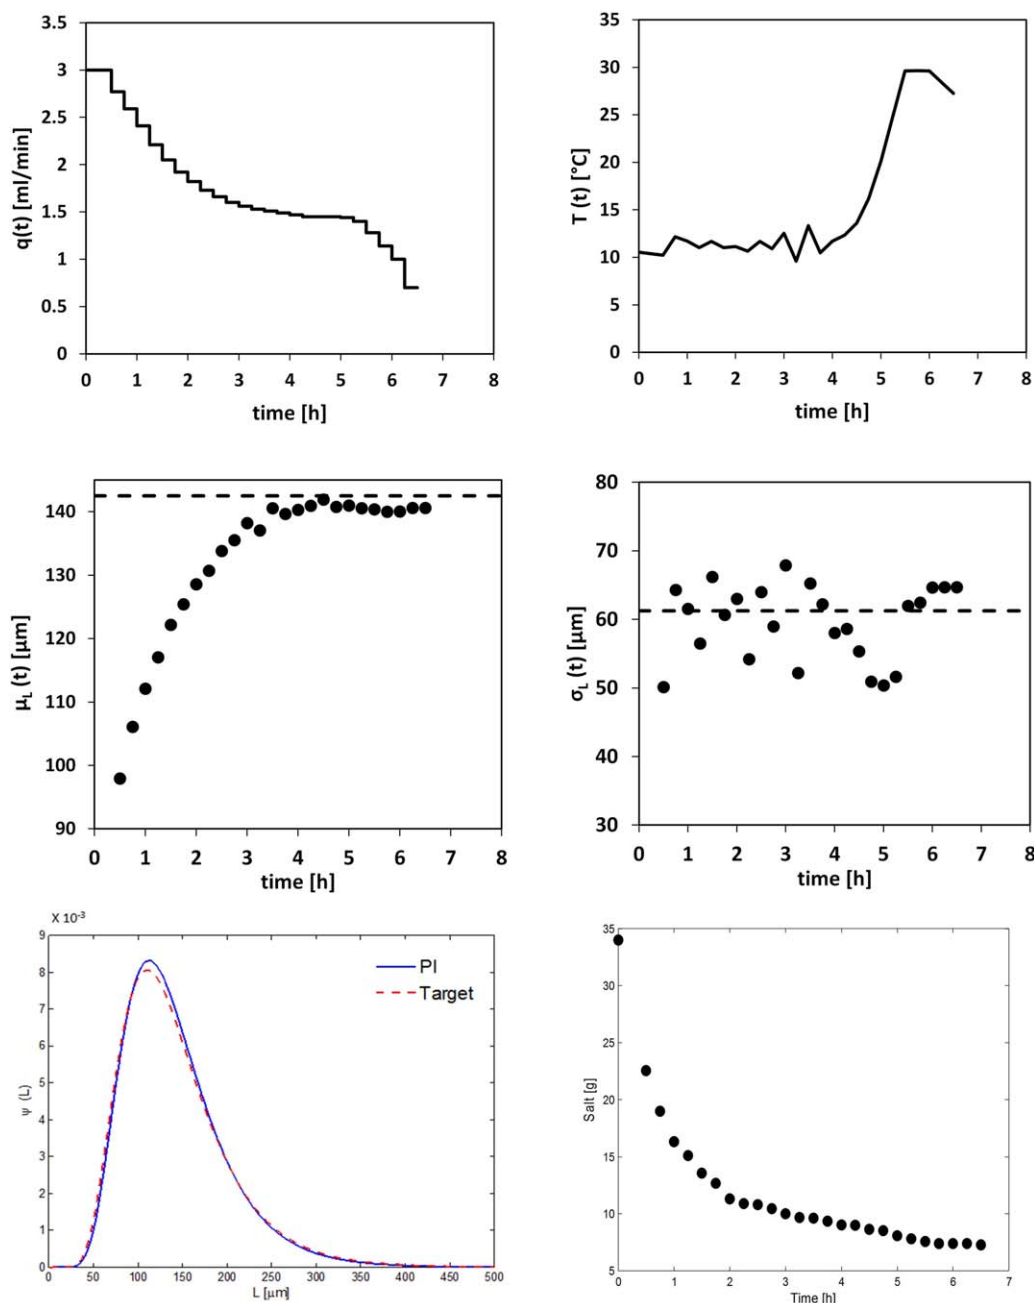 3.5
3
2.5
2
1.5
1
0.5
0
q(t) [ml/min]
0 1 2 3 4 5 6 7 8
time [h]
35
30
25
20
15
10
5
0
T (t) [°C]
0 1 2 3 4 5 6 7 8
time [h]
140
130
120
110
100
90
μL (t) [μm]
0 1 2 3 4 5 6 7 8
time [h]
80
70
60
50
40
30
σL (t) [μm]
0 1 2 3 4 5 6 7 8
time [h]
X 10-3
9
8
7
6
5
4
3
2
1
0
ψ (L)
PI
Target
0 50 100 150 200 250 300 350 400 450 500
L [μm]
35
30
25
20
15
10
5
Salt [g]
0 1 2 3 4 5 6 7
Time [h]